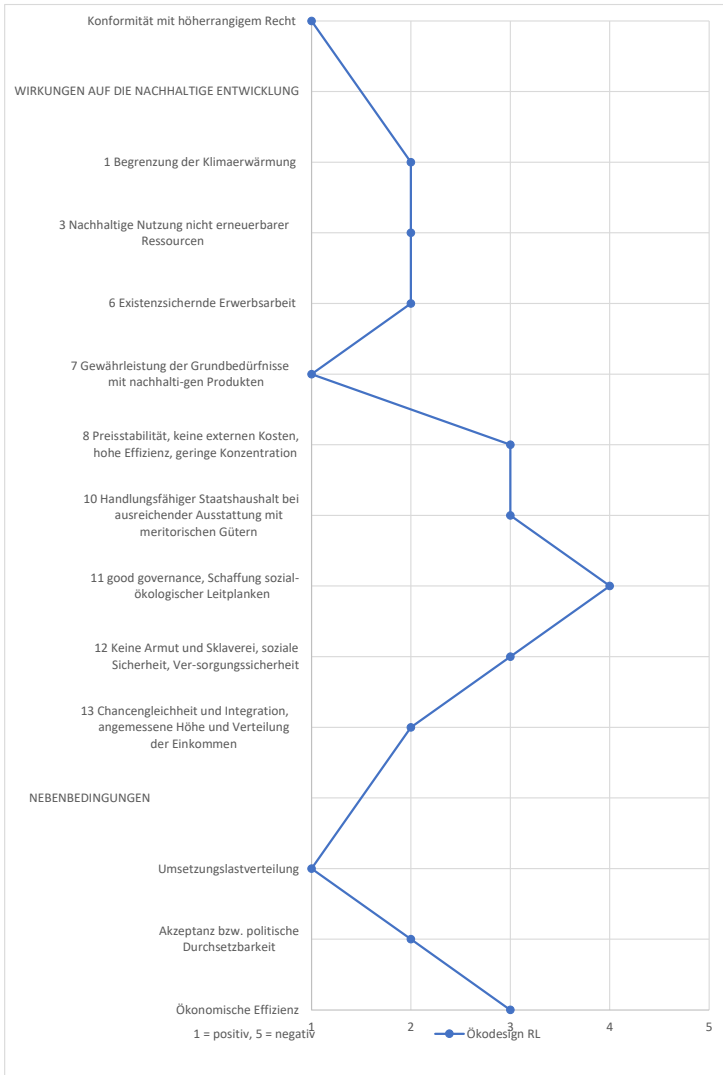 Konformität mit höherrangigem Recht
WIRKUNGEN AUF DIE NACHHALTIGE ENTWICKLUNG
1 Begrenzung der Klimaerwärmung
3 Nachhaltige Nutzung nicht erneuerbarer
Ressourcen
6 Existenzsichernde Erwerbsarbeit
7 Gewährleistung der Grundbedürfnisse
mit nachhalti-gen Produkten
8 Preisstabilität, keine externen Kosten,
hohe Effizienz, geringe Konzentration
10 Handlungsfähiger Staatshaushalt bei
ausreichender Ausstattung mit
meritorischen Gütern
11 good governance, Schaffung sozial-
ökologischer Leitplanken
12 Keine Armut und Sklaverei, soziale
Sicherheit, Ver-sorgungssicherheit
13 Chancengleichheit und Integration,
angemessene Höhe und Verteilung
der Einkommen
NEBENBEDINGUNGEN
Umsetzungslastverteilung
Akzeptanz bzw. politische
Durchsetzbarkeit
Ökonomische Effizienz
1 2 3 4 5
1 = positiv, 5 = negativ
Ökodesign RL